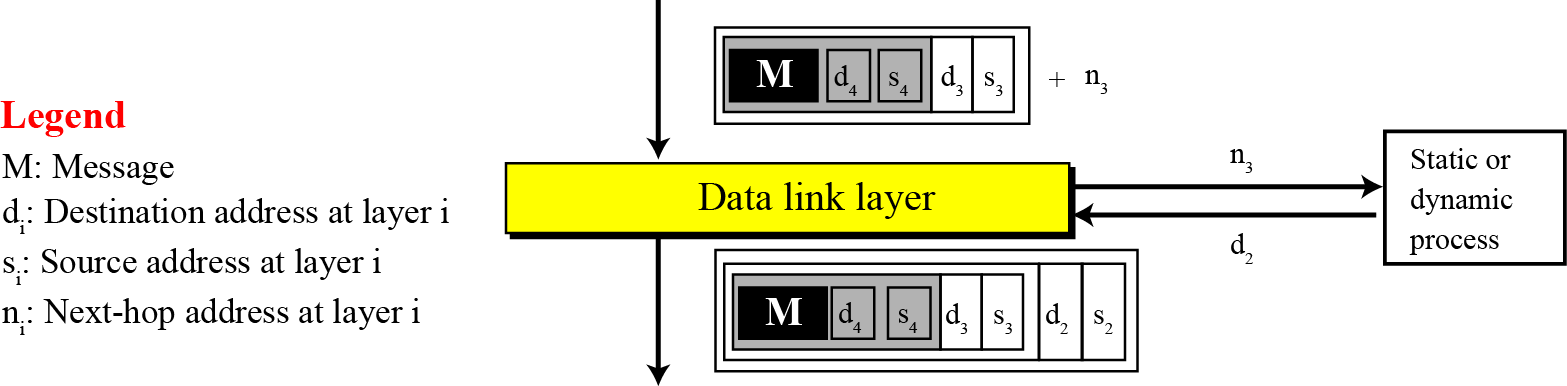 M d₄ s₄ d₃ s₃ + n₃
Legend
M: Message
dᵢ: Destination address at layer i
sᵢ: Source address at layer i
nᵢ: Next-hop address at layer i
Data link layer
n₃
d₂
Static or
dynamic
process
M d₄ s₄ d₃ s₃ d₂ s₂